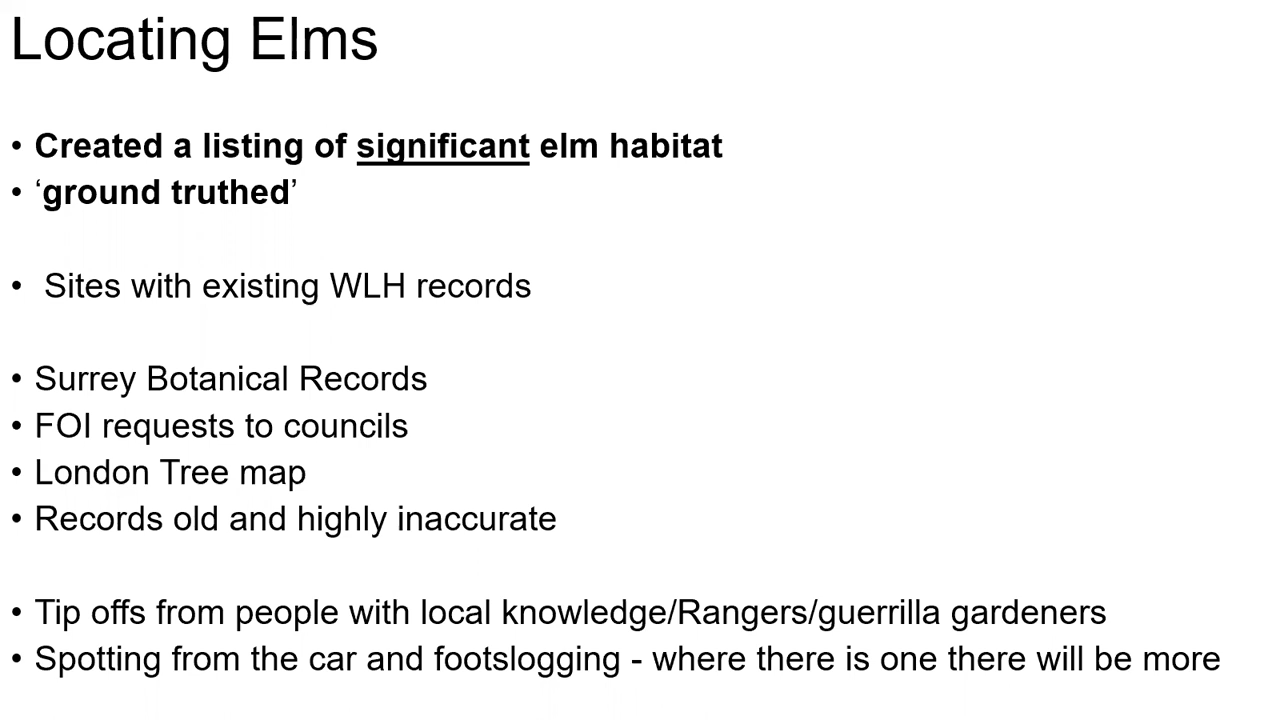 Locating Elms
• Created a listing of significant elm habitat
• ‘ground truthed’
• Sites with existing WLH records
• Surrey Botanical Records
• FOI requests to councils
• London Tree map
• Records old and highly inaccurate
• Tip offs from people with local knowledge/Rangers/guerrilla gardeners
• Spotting from the car and footslogging - where there is one there will be more